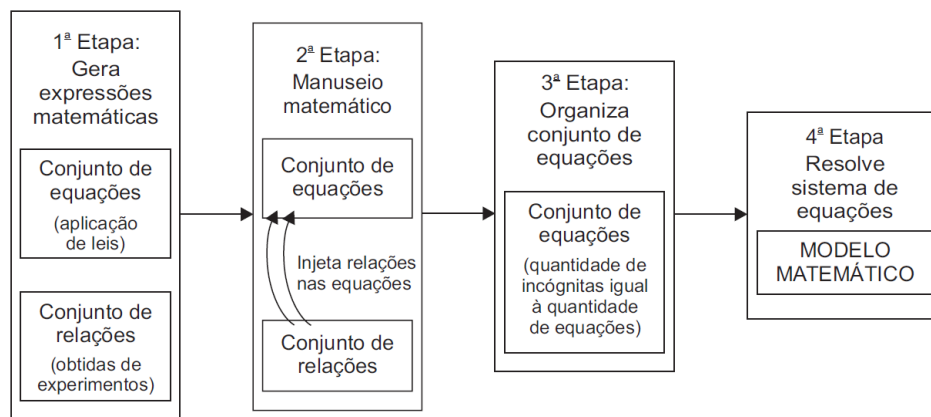 1ª Etapa:
Gera
expressões
matemáticas
Conjunto de
equações
(aplicação
de leis)
Conjunto de
relações
(obtidas de
experimentos)
2ª Etapa:
Manuseio
matemático
Conjunto de
equações
Injeta relações
nas equações
Conjunto de
relações
3ª Etapa:
Organiza
conjunto de
equações
Conjunto de
equações
(quantidade de
incógnitas igual
à quantidade
de equações)
4ª Etapa
Resolve
sistema de
equações
MODELO
MATEMÁTICO